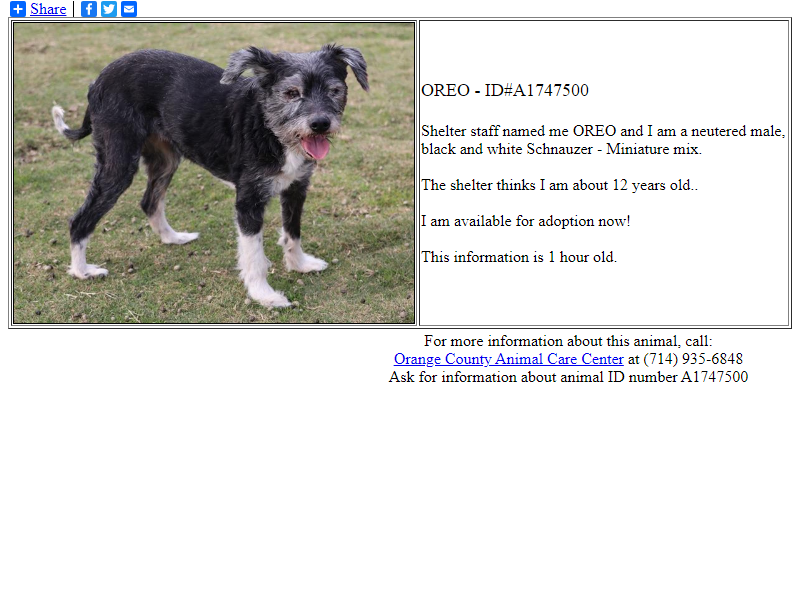 Share |
OREO - ID#A1747500
Shelter staff named me OREO and I am a neutered male,
black and white Schnauzer - Miniature mix.
The shelter thinks I am about 12 years old..
I am available for adoption now!
This information is 1 hour old.
For more information about this animal, call:
Orange County Animal Care Center at (714) 935-6848
Ask for information about animal ID number A1747500